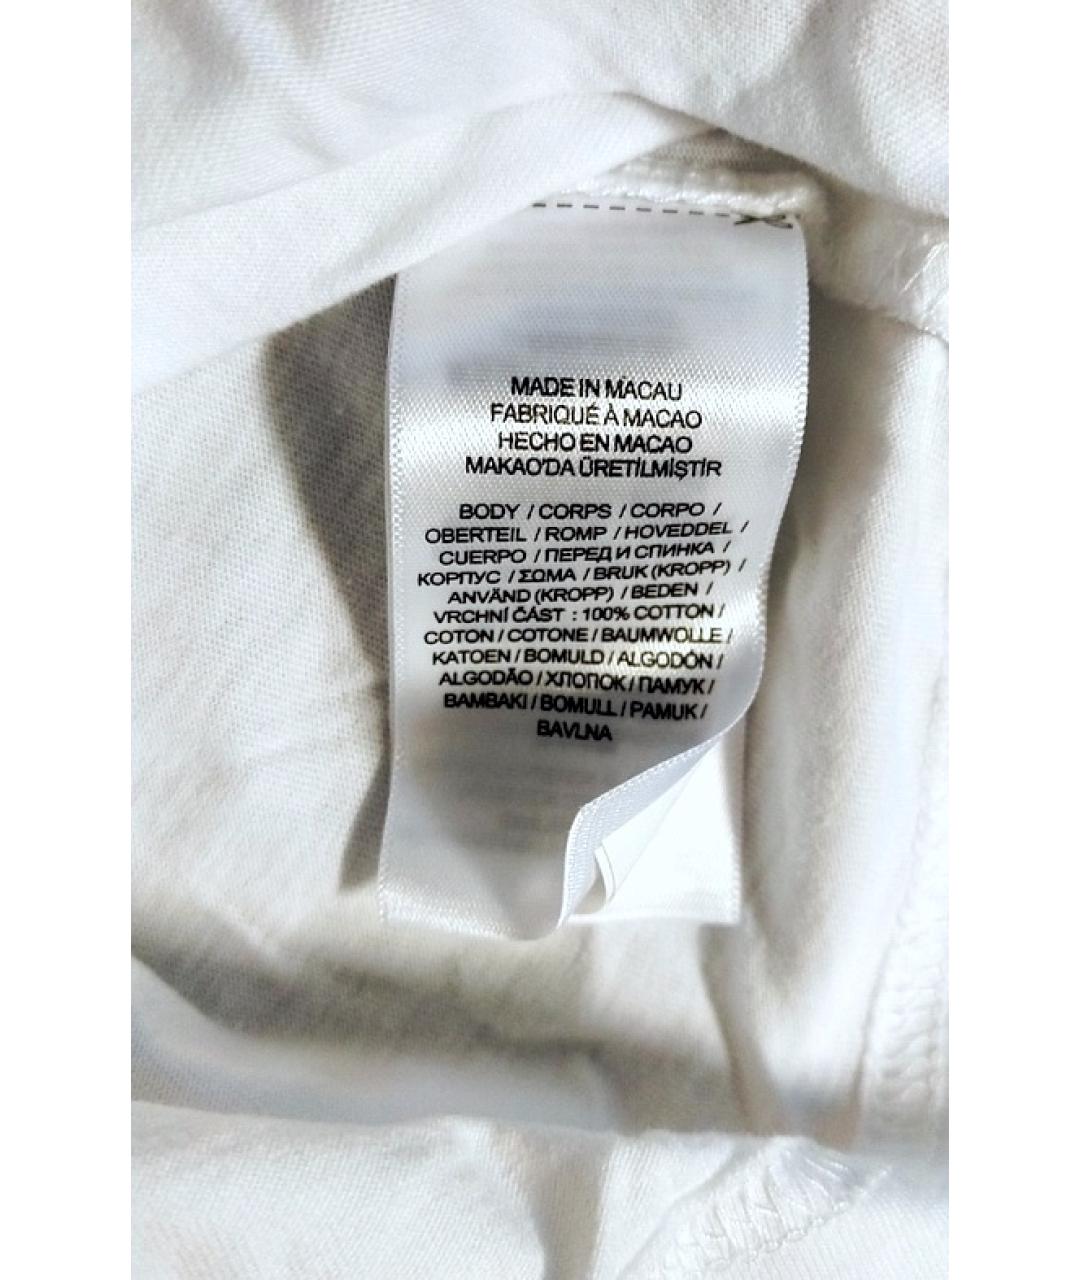 MADE IN MACAU
FABRIQUÉ À MACAO
HECHO EN MACAO
MAKAO'DA ÜRETİLMİŞTİR
BODY / CORPS / CORPO /
OBERTEIL / ROMP / HOVEDDEL /
CUERPO / ПЕРЕД И СПИНКА /
КОРПУС / ΣΩΜΑ / BRUK (KROPP) /
ANVÄND (KROPP) / BEDEN /
VRCHNÍ ČÁST : 100% COTTON /
COTON / COTONE / BAUMWOLLE /
KATOEN / BOMULD / ALGODÓN /
ALGODÃO / ХЛОПОК / ПАМУК /
BAMBAKI / BOMULL / PAMUK /
BAVLNA